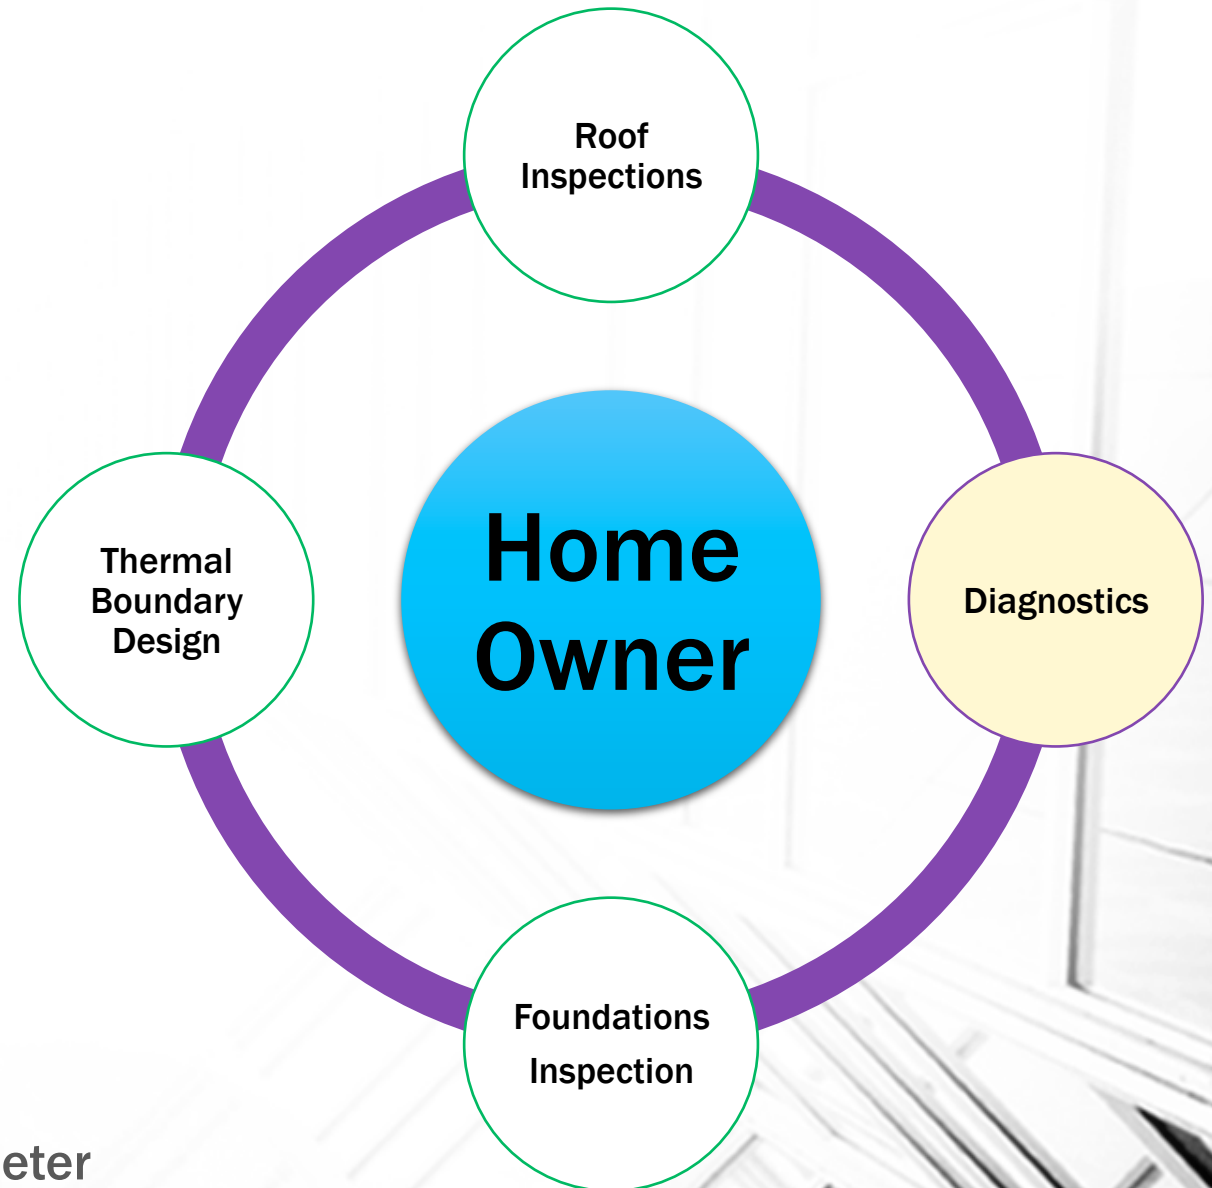 Roof
Inspections
Thermal
Boundary
Design
Home
Owner
Diagnostics
Foundations
Inspection
eter